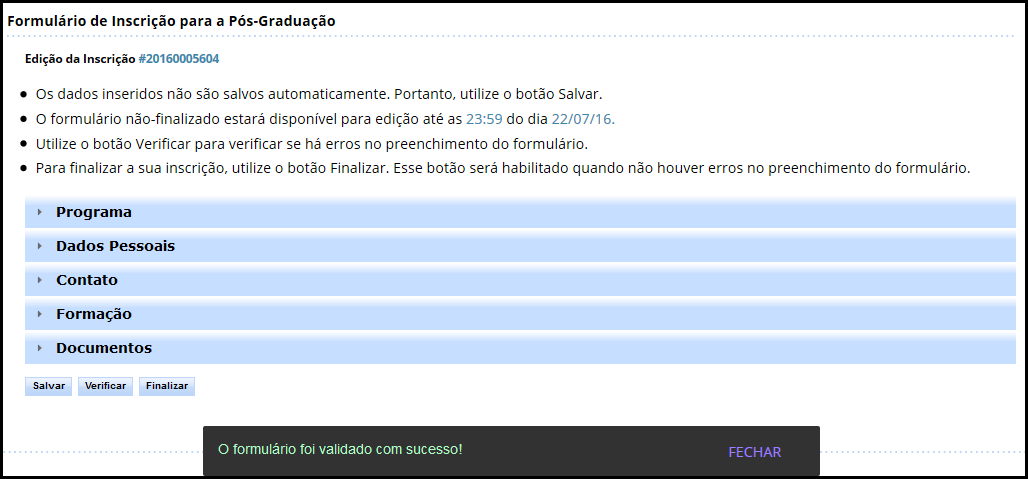 Formulário de Inscrição para a Pós-Graduação
Edição da Inscrição #20160005604
Os dados inseridos não são salvos automaticamente. Portanto, utilize o botão Salvar.
O formulário não-finalizado estará disponível para edição até as 23:59 do dia 22/07/16.
Utilize o botão Verificar para verificar se há erros no preenchimento do formulário.
Para finalizar a sua inscrição, utilize o botão Finalizar. Esse botão será habilitado quando não houver erros no preenchimento do formulário.
Programa
Dados Pessoais
Contato
Formação
Documentos
Salvar Verificar Finalizar
O formulário foi validado com sucesso! FECHAR